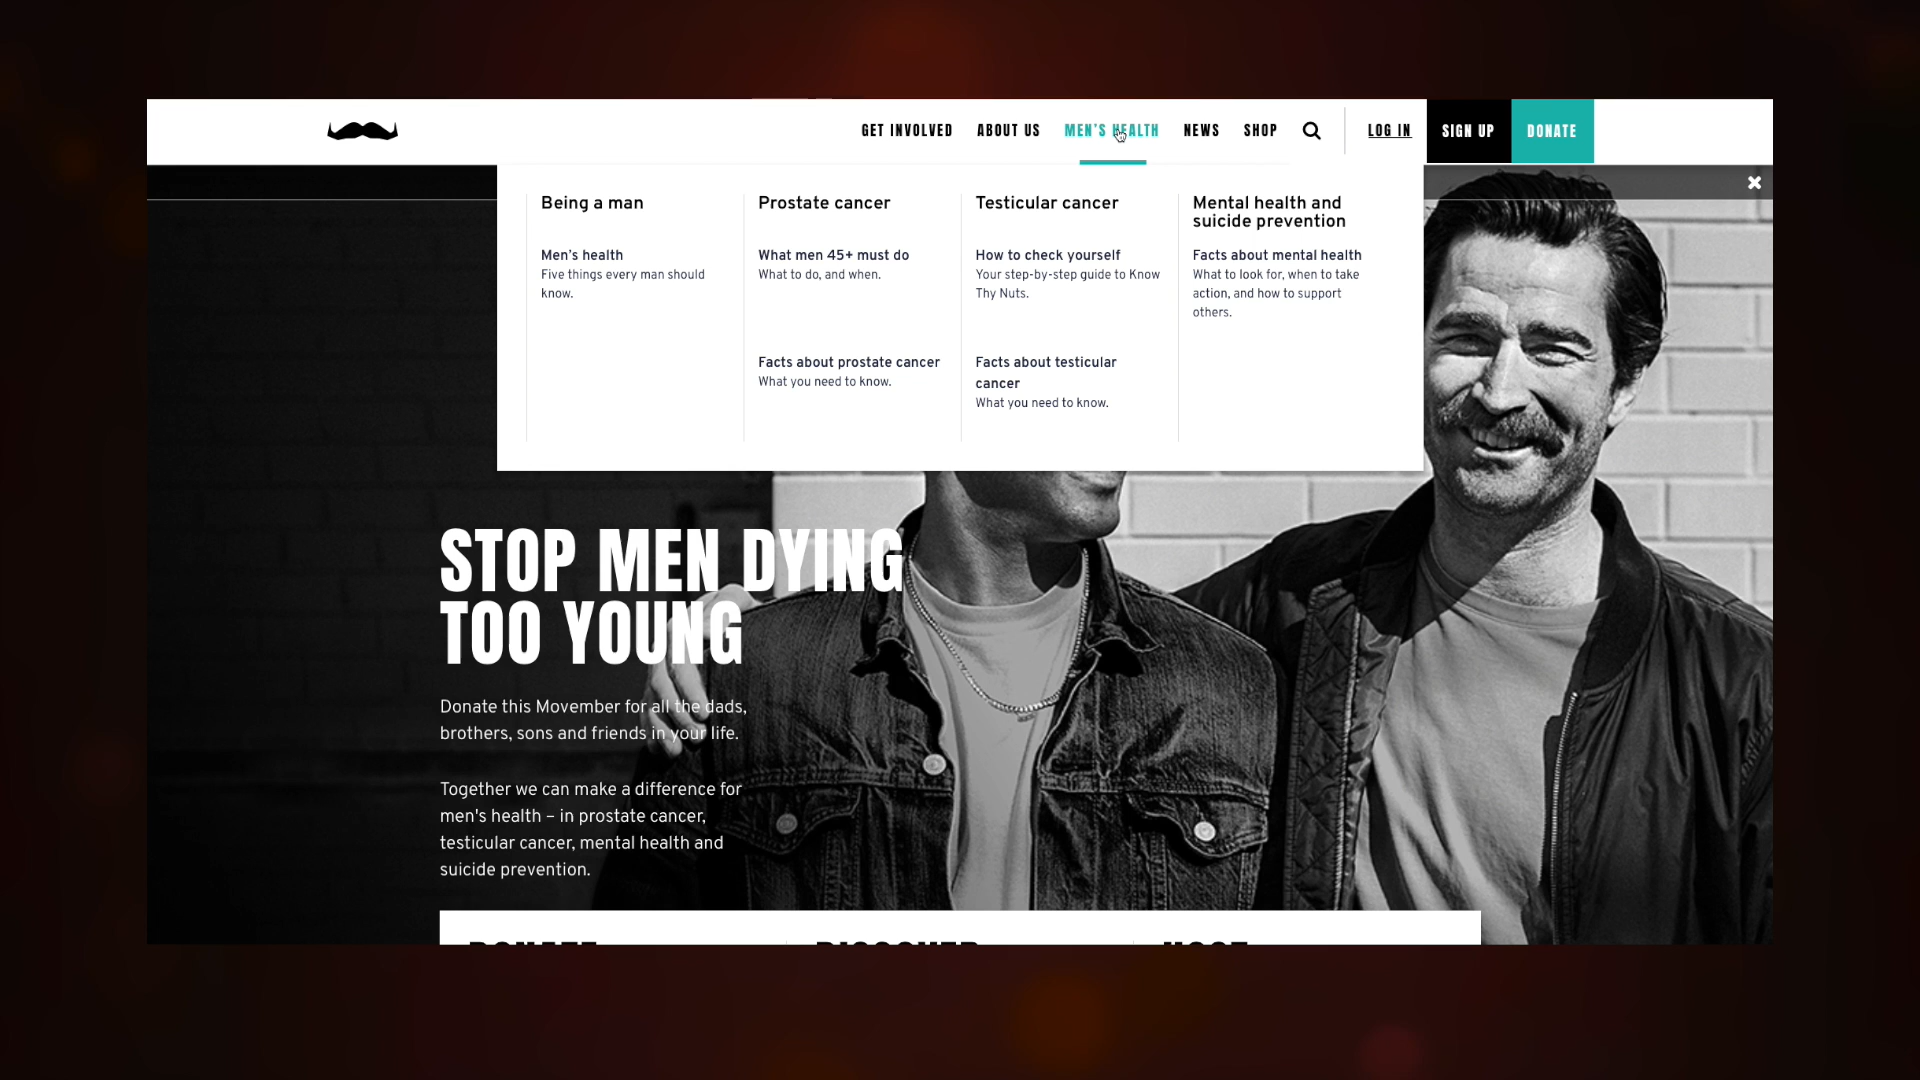 GET INVOLVED
ABOUT US
MEN'S HEALTH
NEWS
SHOP
LOG IN
SIGN UP
DONATE
Being a man
Men's health
Five things every man should
know.
Prostate cancer
What men 45+ must do
What to do, and when.
Facts about prostate cancer
What you need to know.
Testicular cancer
How to check yourself
Your step-by-step guide to Know
Thy Nuts.
Facts about testicular
cancer
What you need to know.
Mental health and
suicide prevention
Facts about mental health
What to look for, when to take
action, and how to support
others.
STOP MEN DYING
TOO YOUNG
Donate this Movember for all the dads,
brothers, sons and friends in your life.
Together we can make a difference for
men's health – in prostate cancer,
testicular cancer, mental health and
suicide prevention.